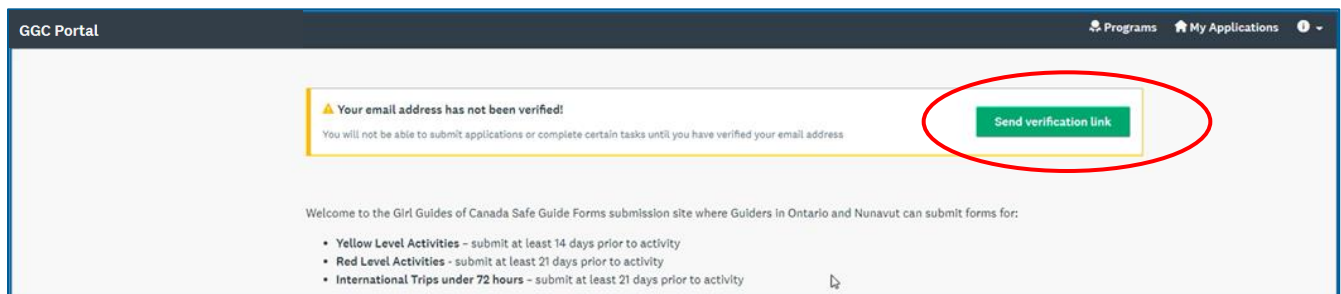 GGC Portal
Programs
My Applications
Your email address has not been verified!
You will not be able to submit applications or complete certain tasks until you have verified your email address
Send verification link
Welcome to the Girl Guides of Canada Safe Guide Forms submission site where Guiders in Ontario and Nunavut can submit forms for:
• Yellow Level Activities – submit at least 14 days prior to activity
• Red Level Activities - submit at least 21 days prior to activity
• International Trips under 72 hours – submit at least 21 days prior to activity